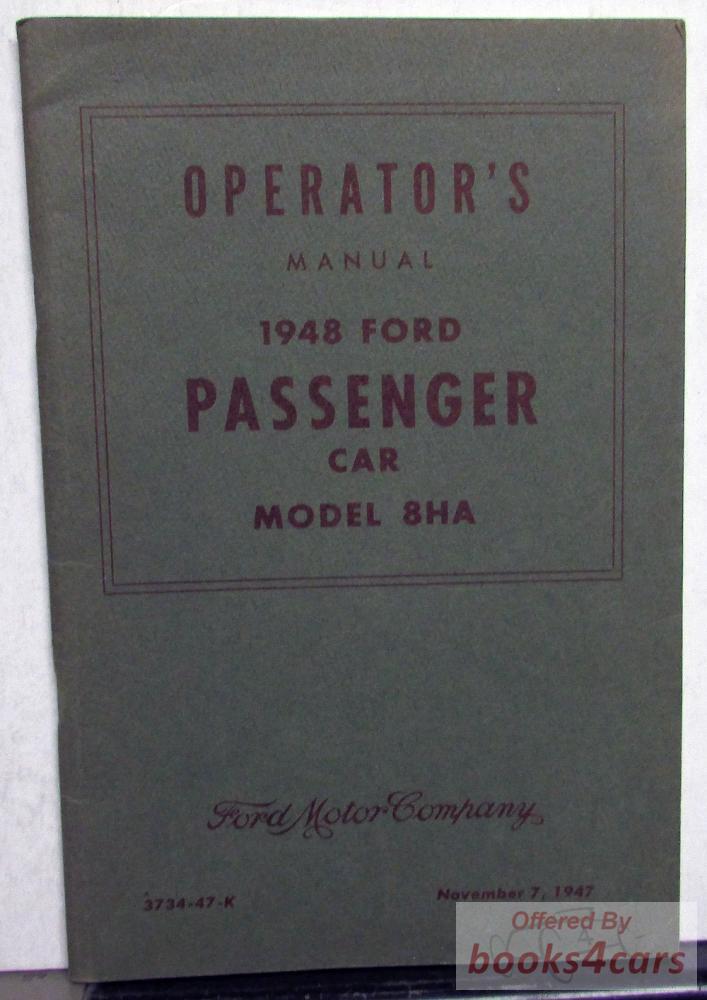 OPERATOR'S
MANUAL
1948 FORD
PASSENGER
CAR
MODEL 8HA
Ford Motor Company
3734-47-K
November 7, 1947
Offered By
books4cars